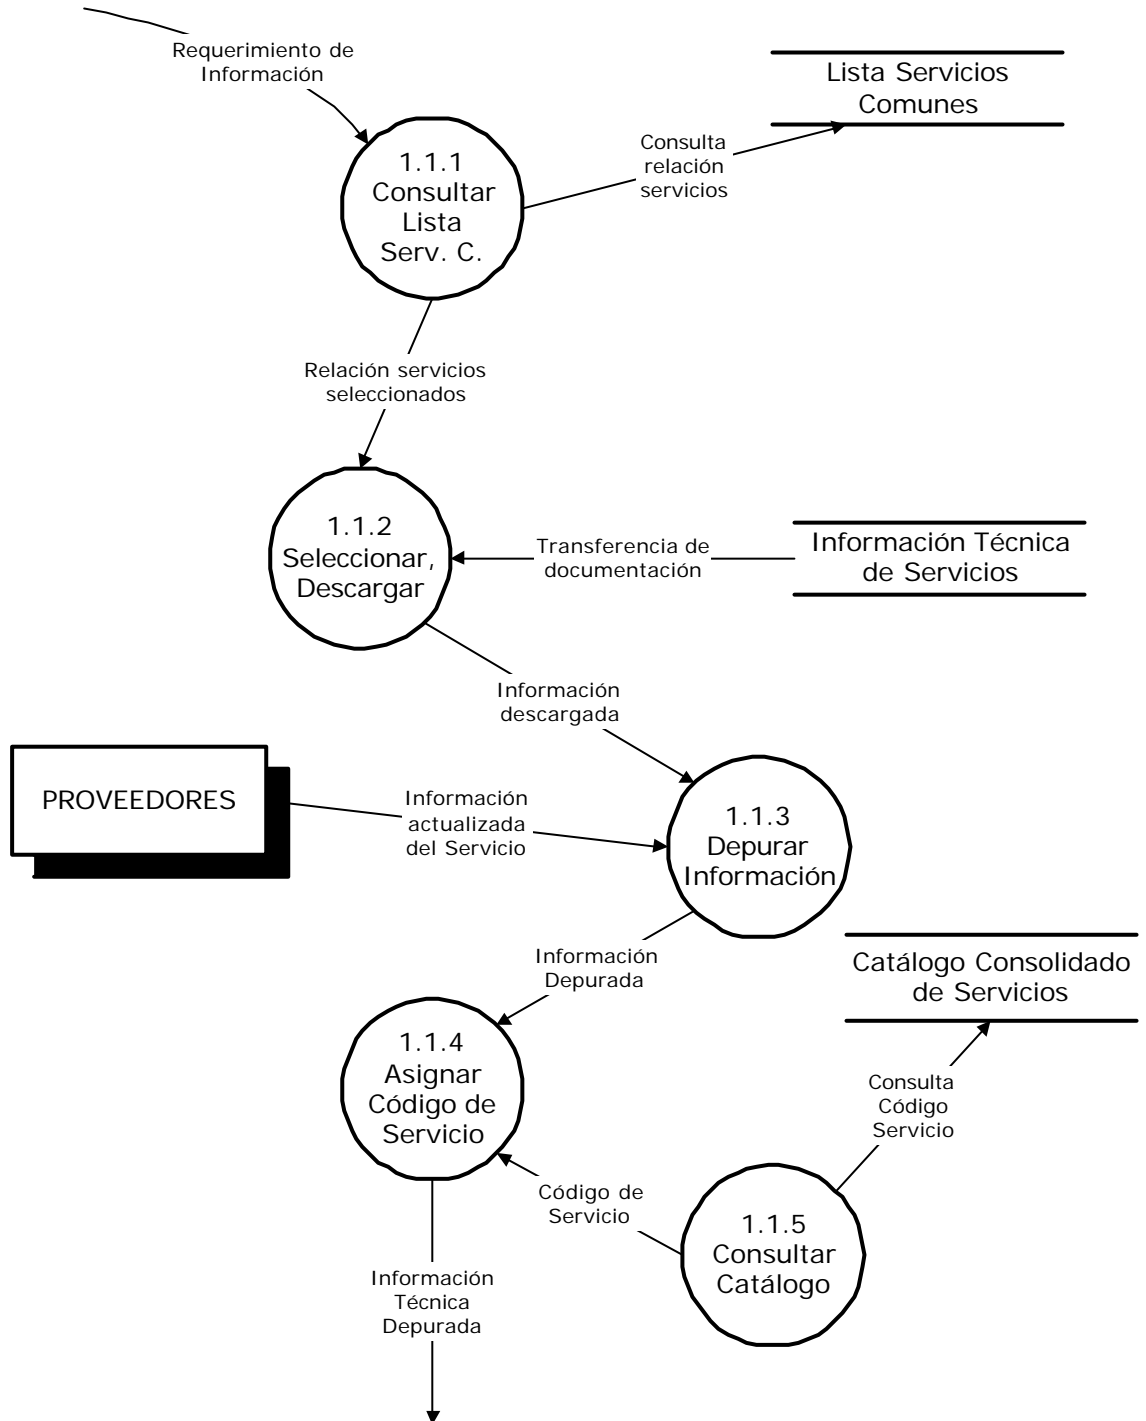 Requerimiento de
Información
Lista Servicios
Comunes
Consulta
relación
servicios
1.1.1
Consultar
Lista
Serv. C.
Relación servicios
seleccionados
1.1.2
Seleccionar,
Descargar
Transferencia de
documentación
Información Técnica
de Servicios
Información
descargada
PROVEEDORES
Información
actualizada
del Servicio
1.1.3
Depurar
Información
Información
Depurada
Catálogo Consolidado
de Servicios
1.1.4
Asignar
Código de
Servicio
Consulta
Código
Servicio
Código de
Servicio
1.1.5
Consultar
Catálogo
Información
Técnica
Depurada